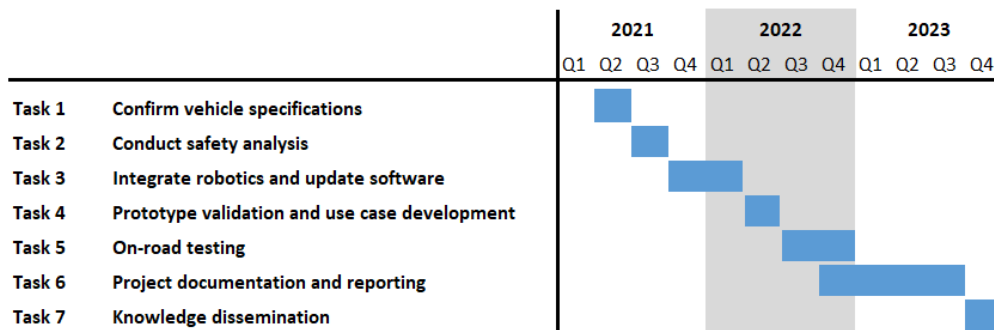 2021 2022 2023
Q1 Q2 Q3 Q4 Q1 Q2 Q3 Q4 Q1 Q2 Q3 Q4
Task 1 Confirm vehicle specifications
Task 2 Conduct safety analysis
Task 3 Integrate robotics and update software
Task 4 Prototype validation and use case development
Task 5 On-road testing
Task 6 Project documentation and reporting
Task 7 Knowledge dissemination